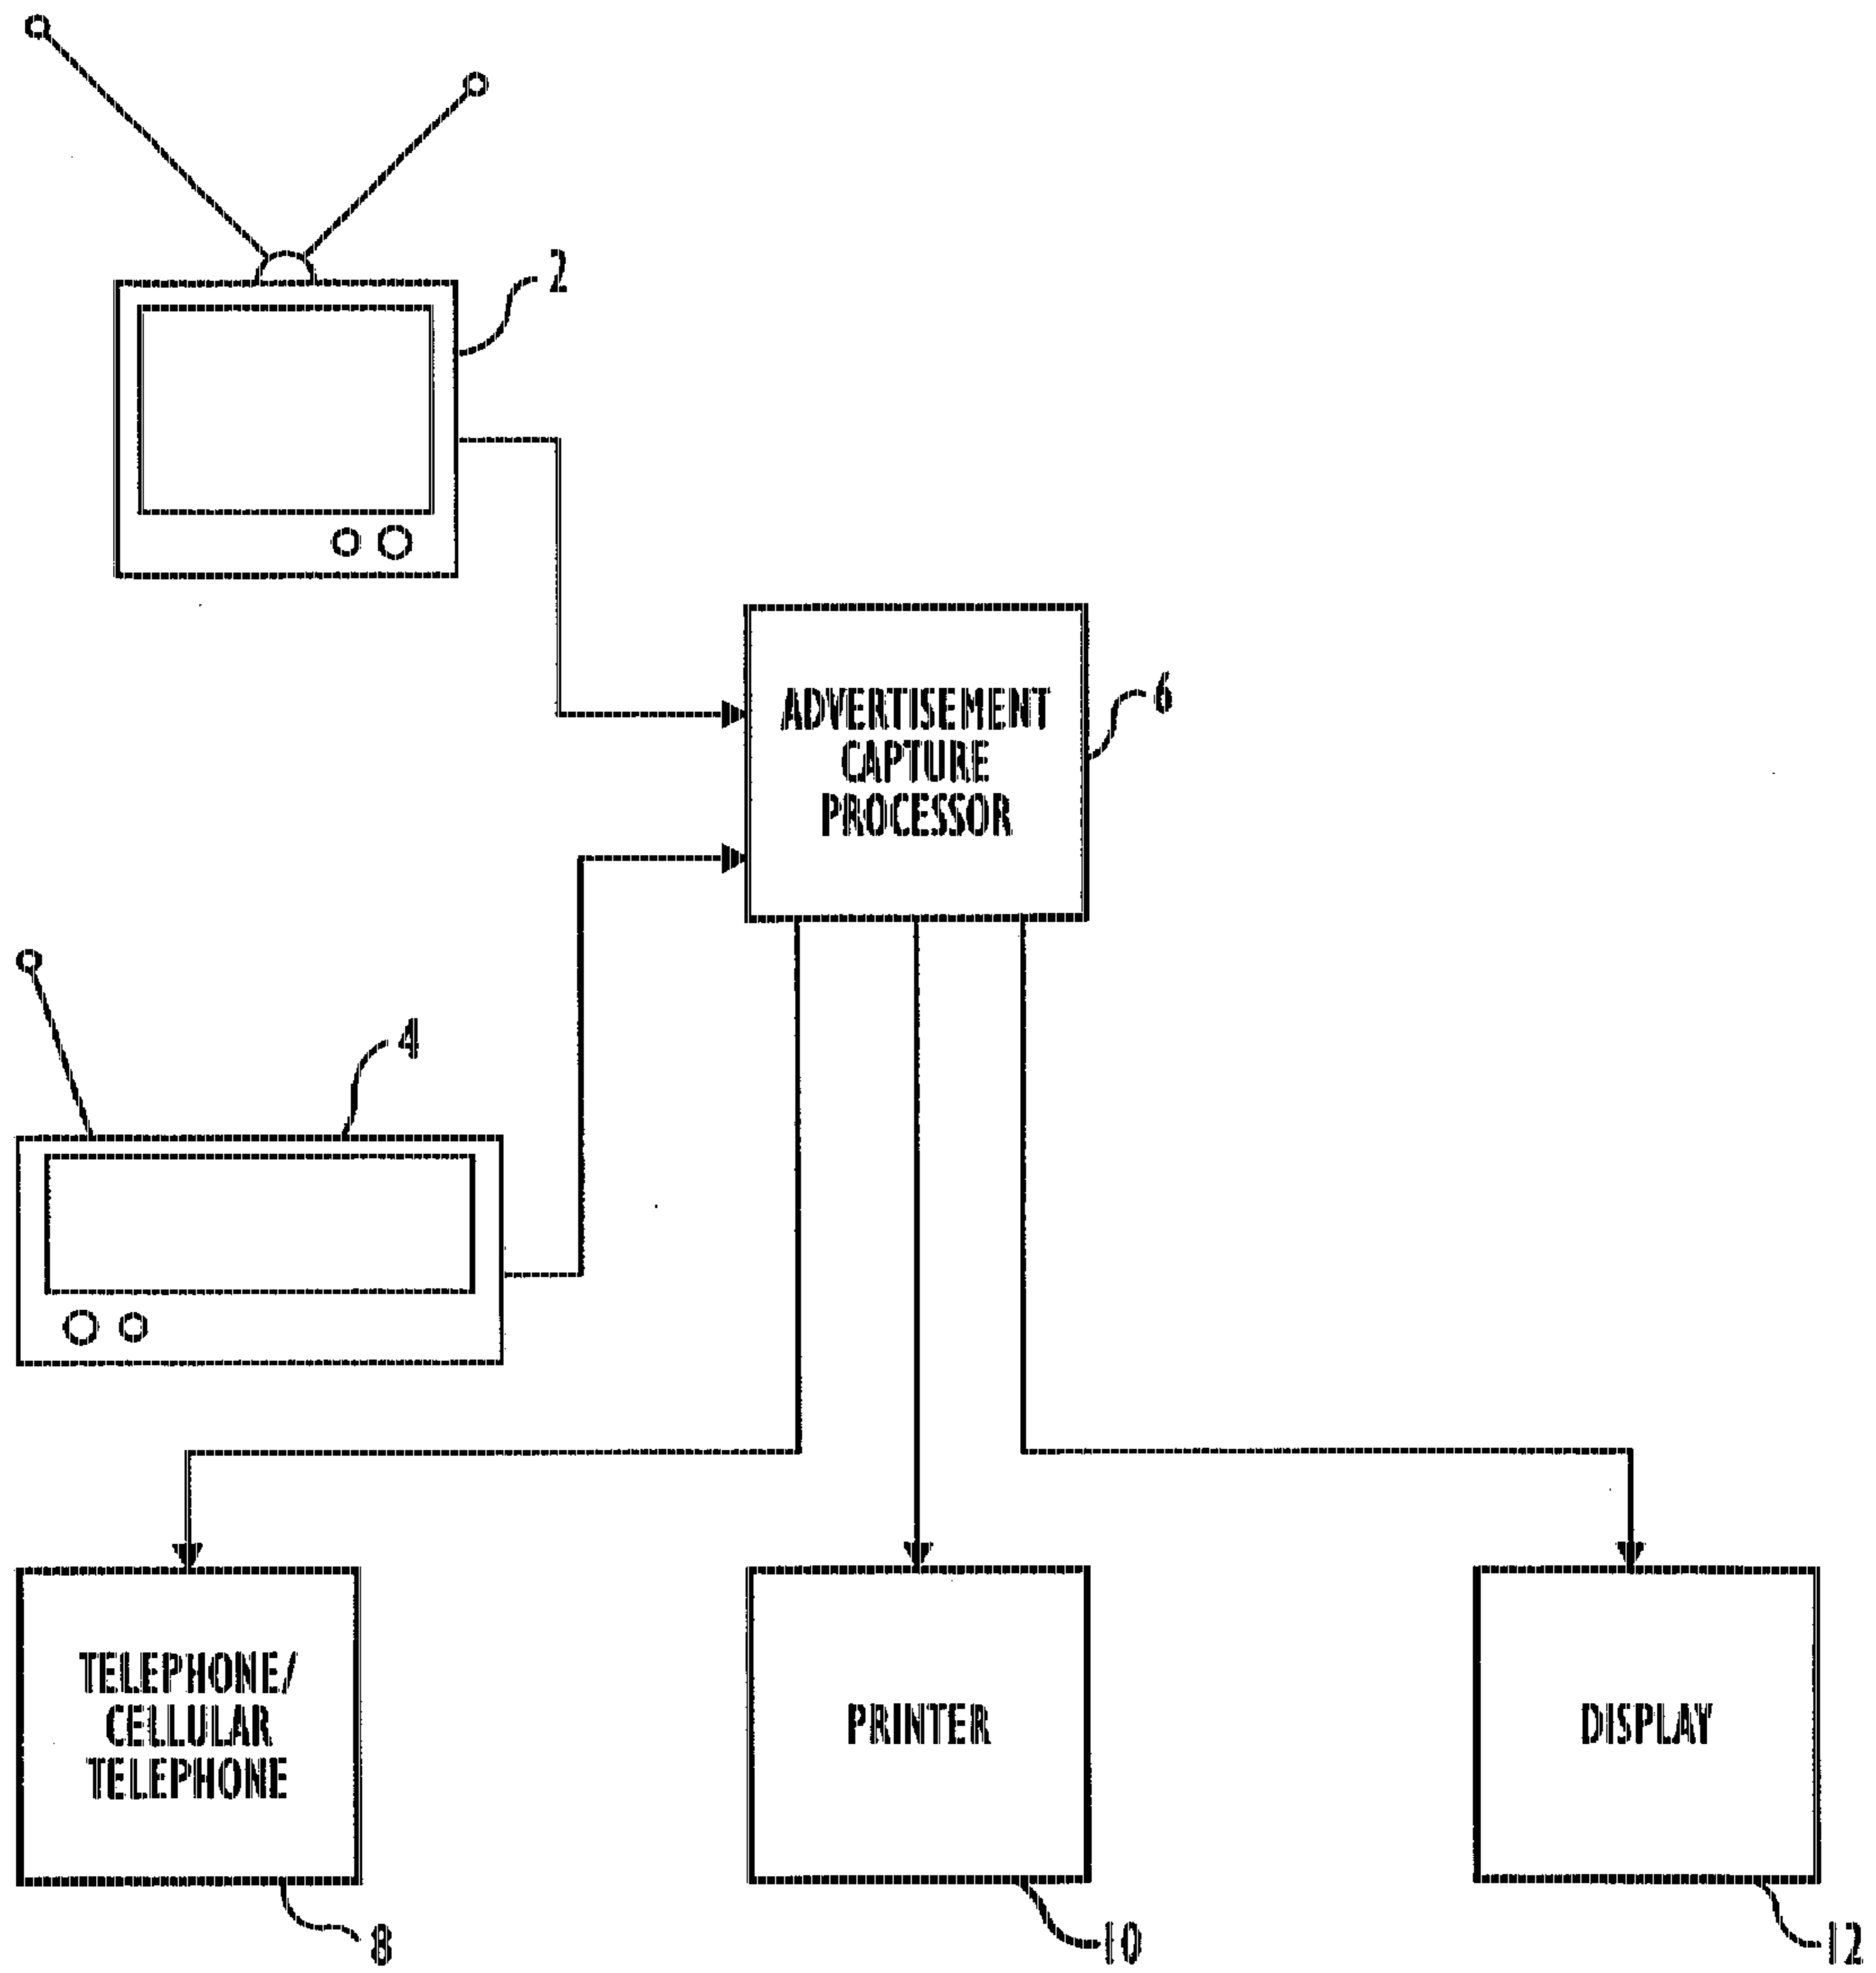 2
ADVERTISEMENT
CAPTURE
PROCESSOR
6
4
TELEPHONE/
CELLULAR
TELEPHONE
PRINTER
DISPLAY
8
10
12